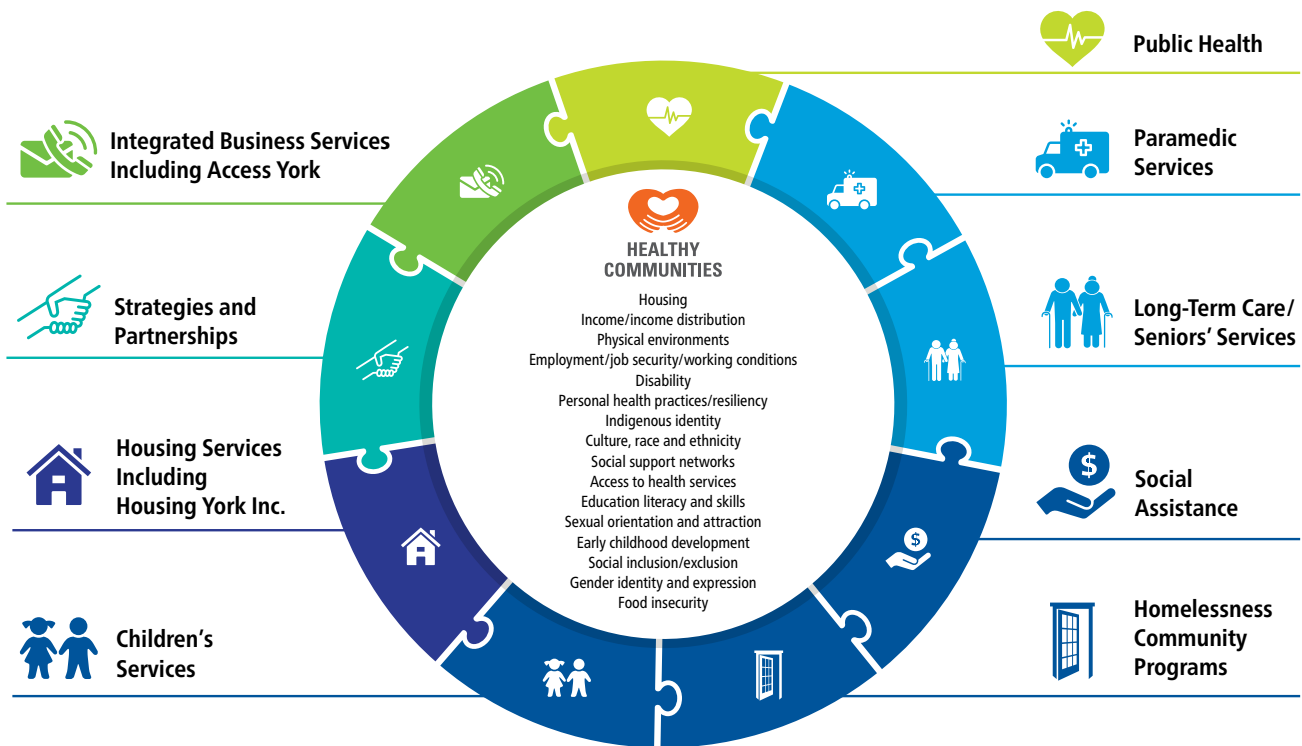 Public Health
Paramedic
Services
Long-Term Care/
Seniors’ Services
Social
Assistance
Homelessness
Community
Programs
Integrated Business Services
Including Access York
Strategies and
Partnerships
Housing Services
Including
Housing York Inc.
Children’s
Services
HEALTHY
COMMUNITIES
Housing
Income/income distribution
Physical environments
Employment/job security/working conditions
Disability
Personal health practices/resiliency
Indigenous identity
Culture, race and ethnicity
Social support networks
Access to health services
Education literacy and skills
Sexual orientation and attraction
Early childhood development
Social inclusion/exclusion
Gender identity and expression
Food insecurity
$
$